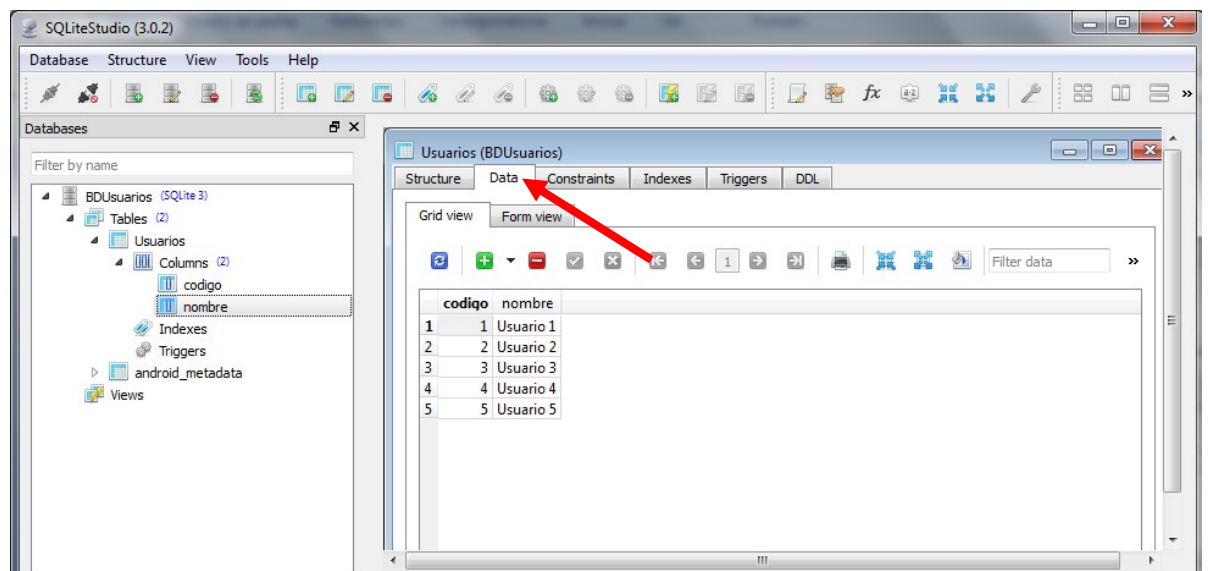 SQLiteStudio (3.0.2)
Database Structure View Tools Help
fx
Databases
Filter by name
BDUsuarios (SQLite 3)
Tables (2)
Usuarios
Columns (2)
codigo
nombre
Indexes
Triggers
android_metadata
Views
Usuarios (BDUsuarios)
Structure Data Constraints Indexes Triggers DDL
Grid view Form view
1 Filter data
codigo nombre
1 1 Usuario 1
2 2 Usuario 2
3 3 Usuario 3
4 4 Usuario 4
5 5 Usuario 5